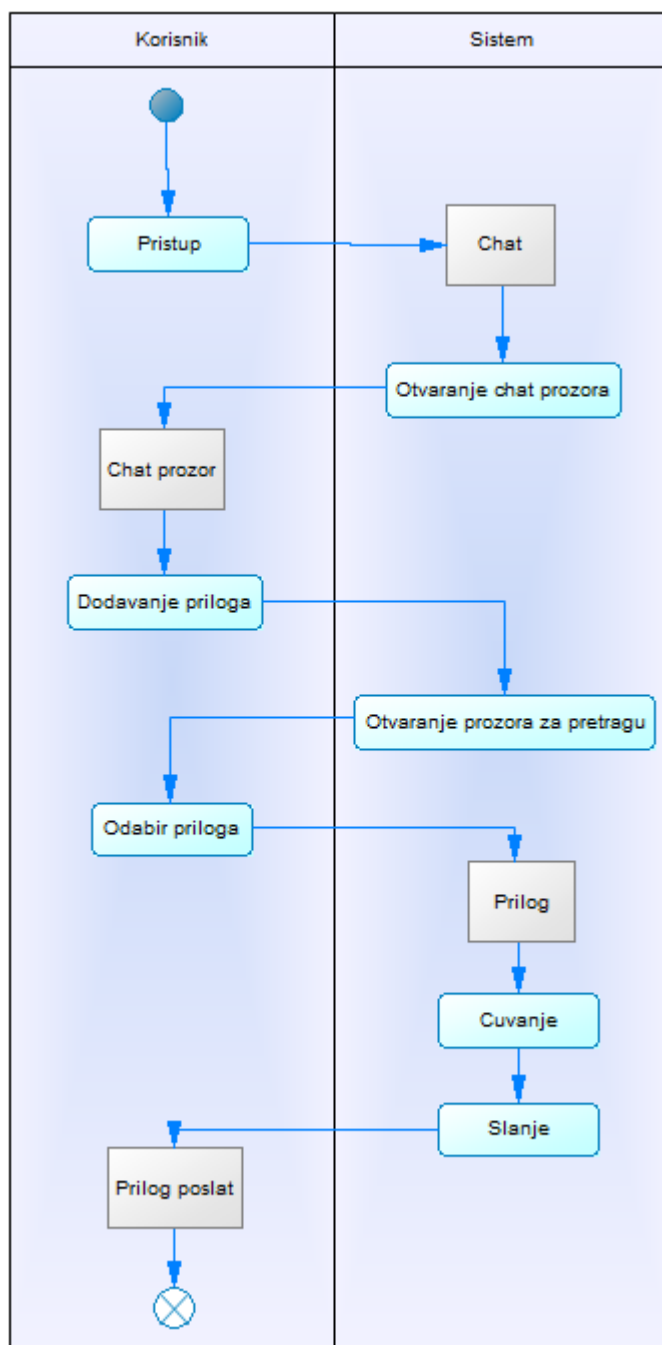 Korisnik
Sistem
Pristup
Chat
Otvaranje chat prozora
Chat prozor
Dodavanje priloga
Otvaranje prozora za pretragu
Odabir priloga
Prilog
Cuvanje
Slanje
Prilog poslat